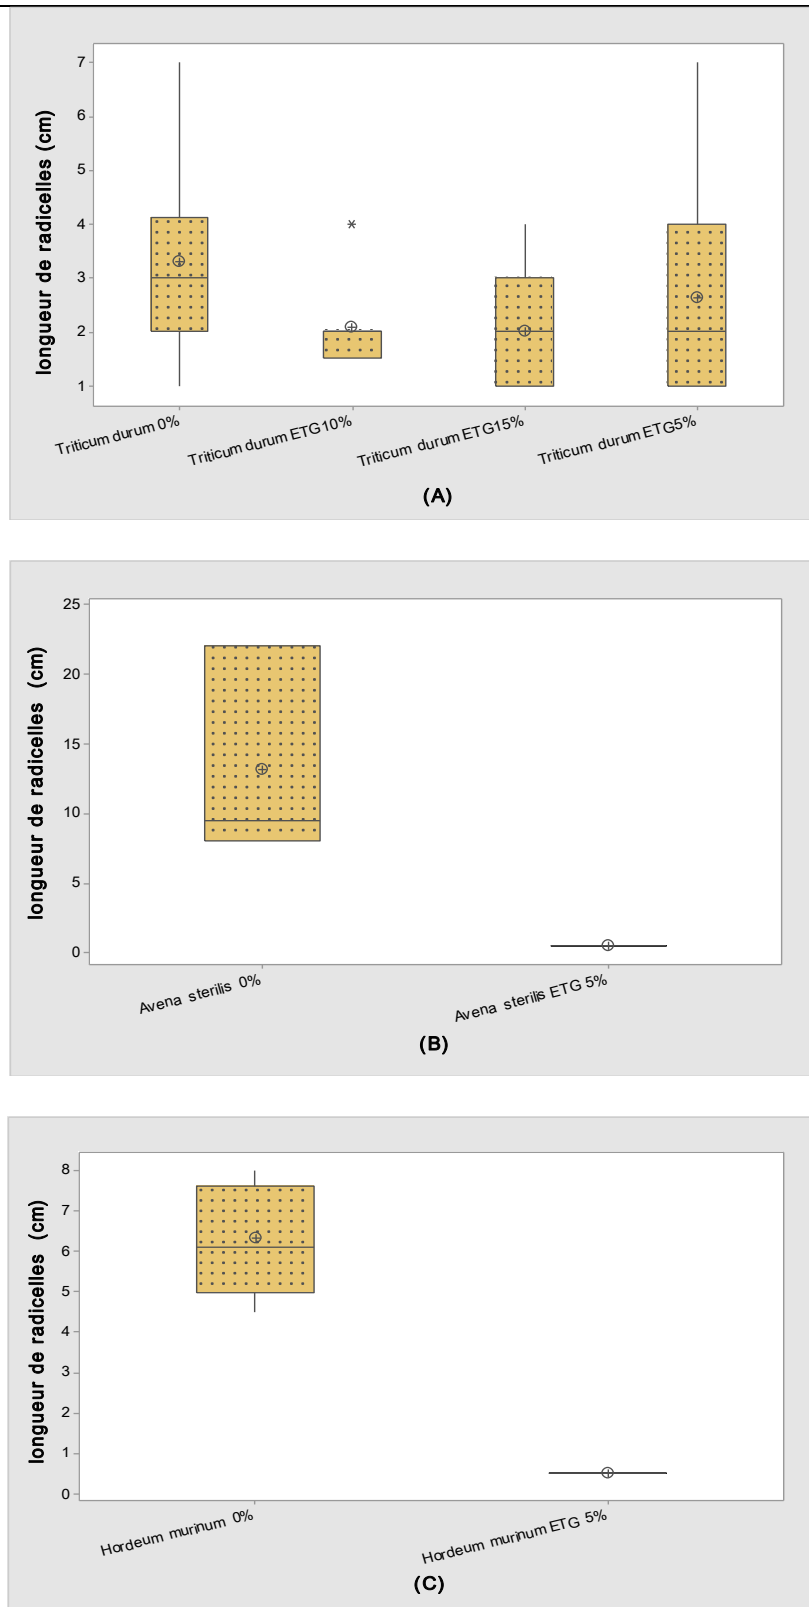 longueur de radicelles (cm)
7
6
5
4
3
2
1
Triticum durum 0%
Triticum durum ETG10%
Triticum durum ETG15%
Triticum durum ETG5%
(A)
longueur de radicelles (cm)
25
20
15
10
5
0
Avena sterilis 0%
Avena sterilis ETG 5%
(B)
longueur de radicelles (cm)
8
7
6
5
4
3
2
1
0
Hordeum murinum 0%
Hordeum murinum ETG 5%
(C)